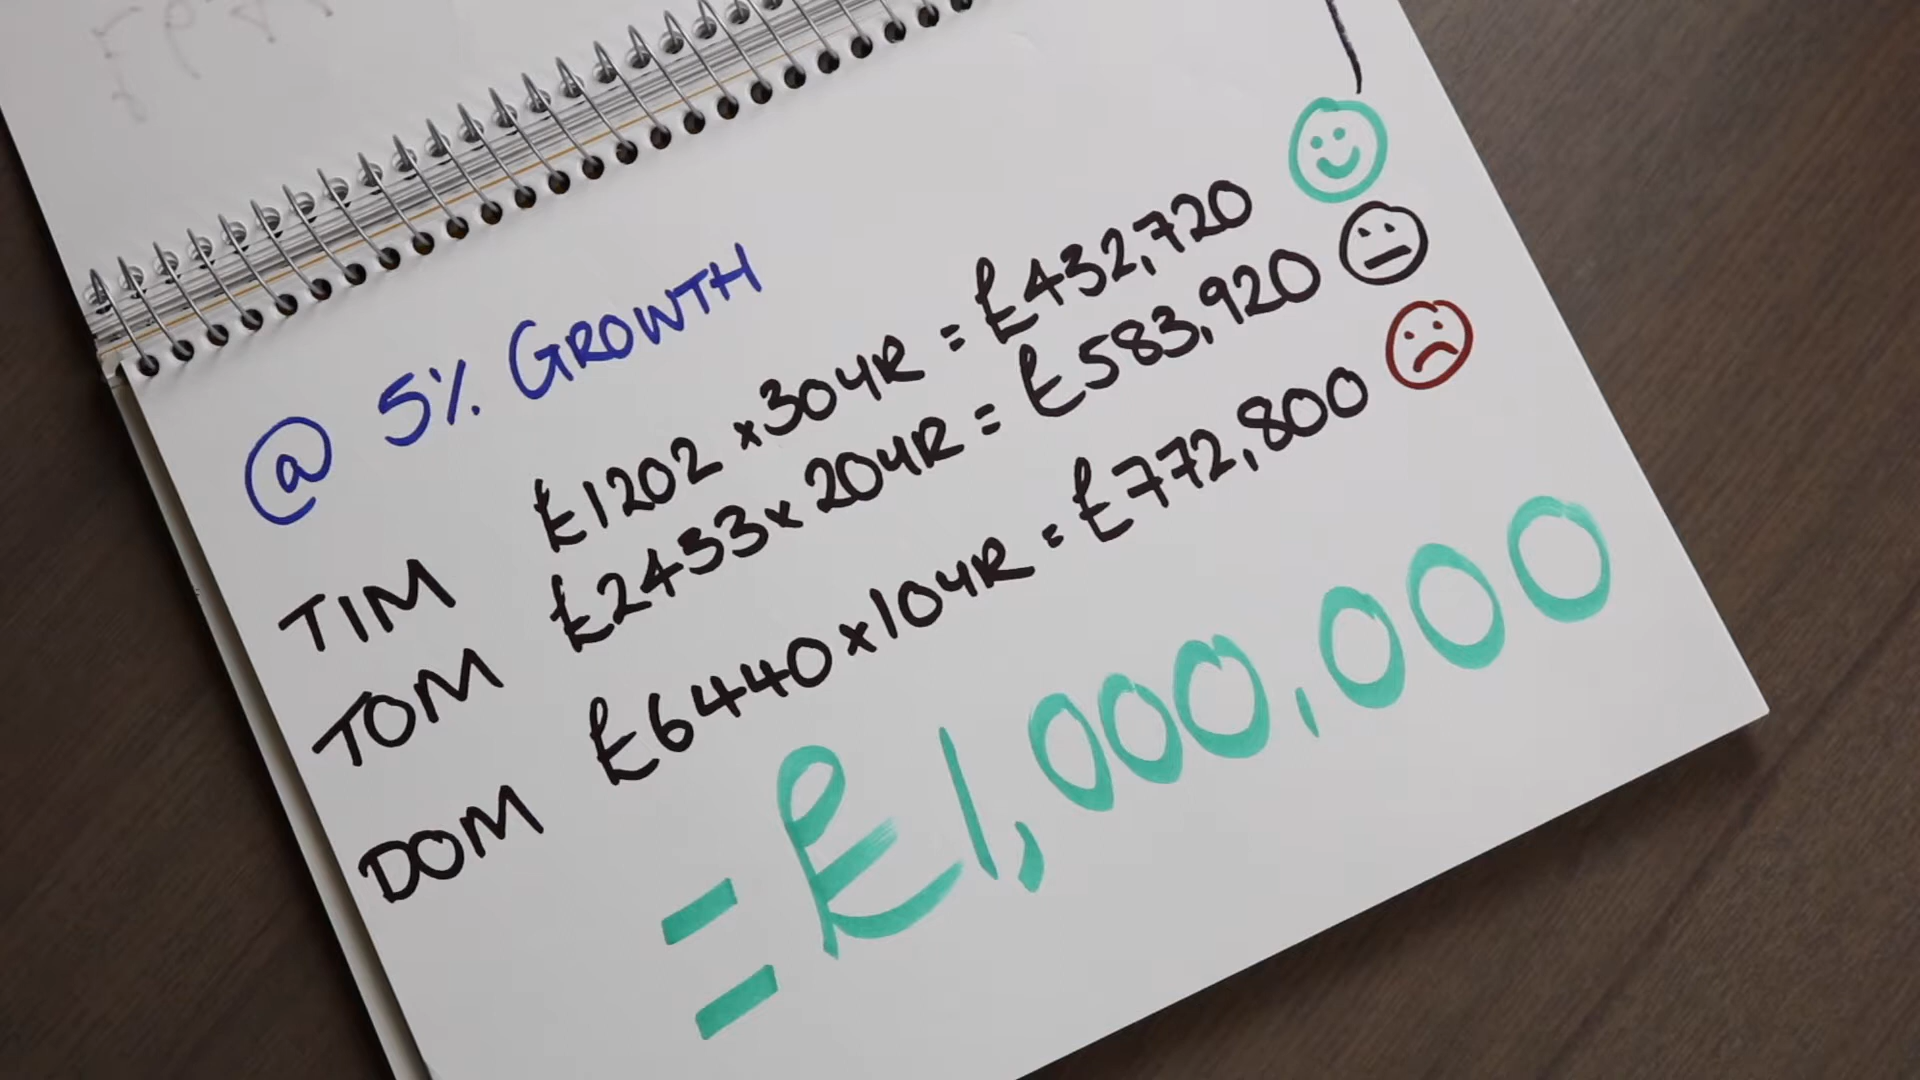 @ 5% GROWTH
TIM £1202 x 30YR = £432,720
TOM £2433 x 20YR = £583,920
DOM £6440 x 10YR = £772,800
= £1,000,000